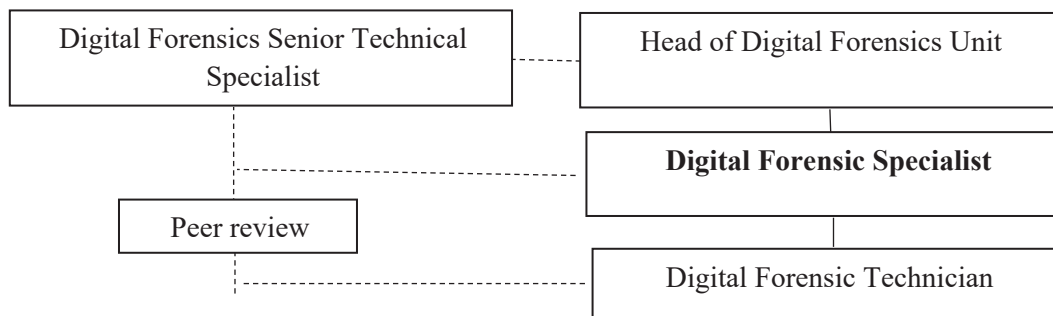 Digital Forensics Senior Technical
Specialist
Head of Digital Forensics Unit
Digital Forensic Specialist
Peer review
Digital Forensic Technician